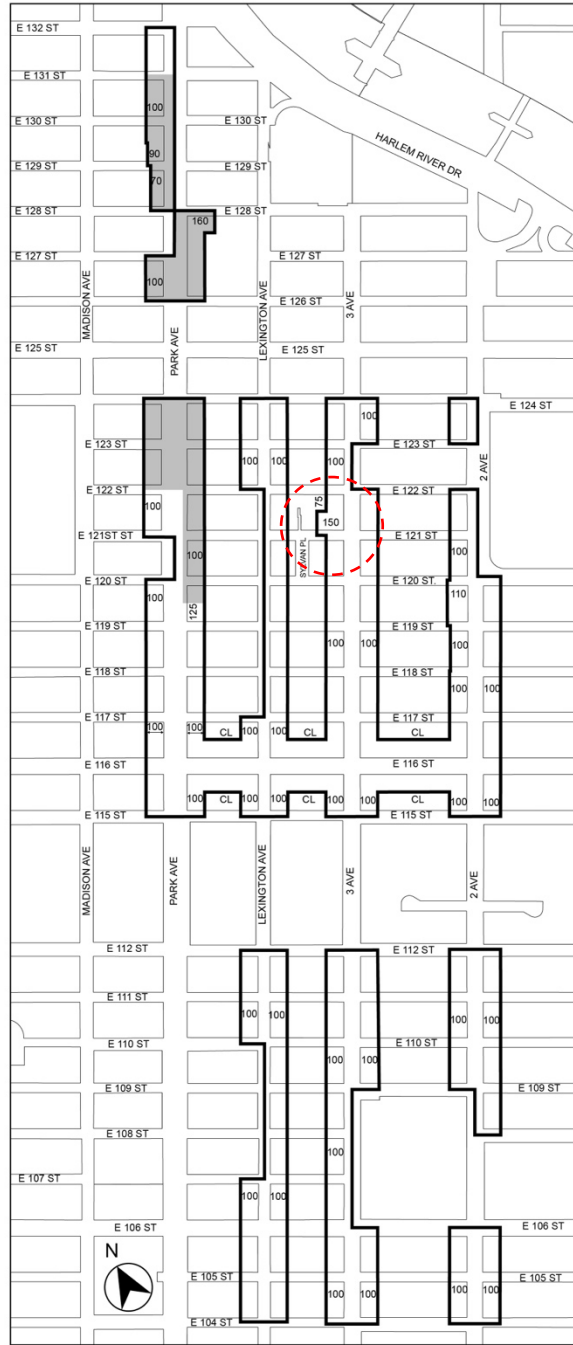 E 132 ST
E 131 ST
100
E 130 ST
E 130 ST
HARLEM RIVER DR
90
E 129 ST
E 129 ST
70
E 128 ST
160
E 128 ST
E 127 ST
E 127 ST
100
MADISON AVE
LEXINGTON AVE
3 AVE
E 126 ST
PARK AVE
E 125 ST
E 125 ST
E 124 ST
100
E 123 ST
E 123 ST
2 AVE
100
100
100
E 122 ST
E 122 ST
100
75
150
E 121ST ST
E 121 ST
100
100
SYLVAN PL
E 120 ST
E 120 ST.
100
110
125
E 119 ST
E 119 ST
100
100
100
E 118 ST
E 118 ST
100
100
E 117 ST
E 117 ST
100
100
CL
100
100
CL
CL
E 116 ST
E 116 ST
100
CL
100
100
CL
100
100
CL
100
100
E 115 ST
E 115 ST
MADISON AVE
PARK AVE
LEXINGTON AVE
3 AVE
2 AVE
E 112 ST
E 112 ST
E 111 ST
100
100
100
100
E 110 ST
E 110 ST
100
100
E 109 ST
E 109 ST
E 108 ST
100
E 107 ST
100
100
E 106 ST
E 106 ST
N
E 105 ST
E 105 ST
100
100
100
100
E 104 ST